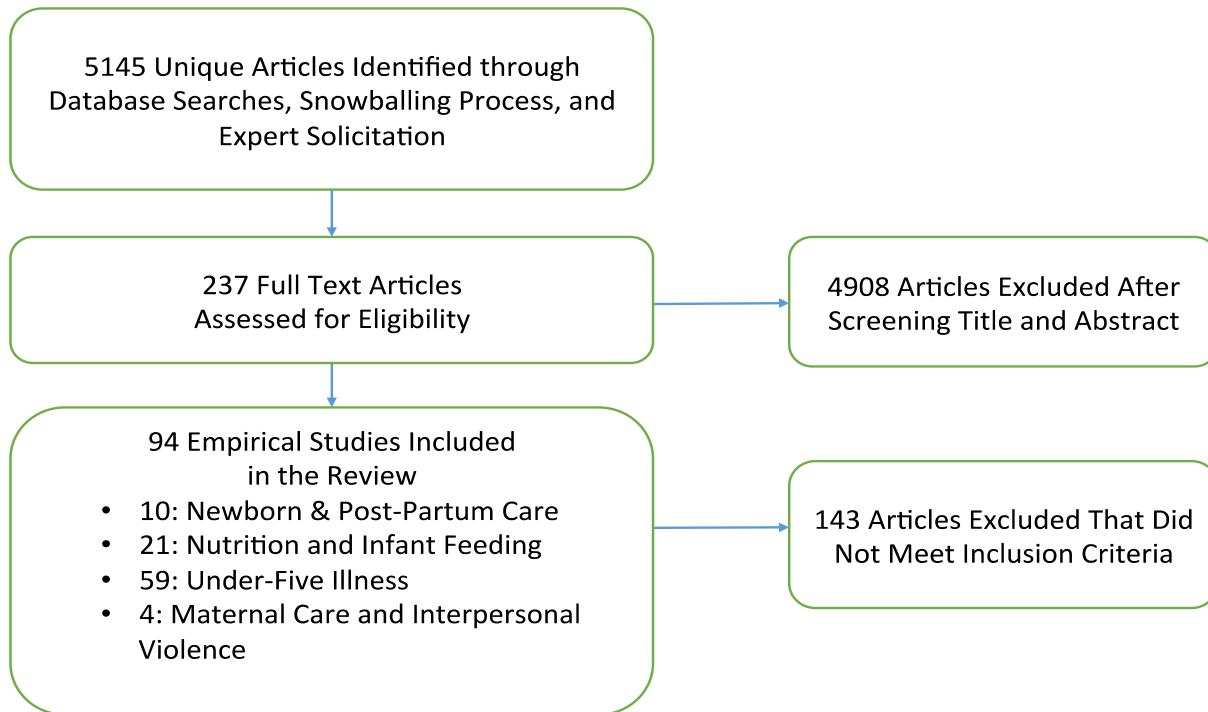 5145 Unique Articles Identified through
Database Searches, Snowballing Process, and
Expert Solicitation
237 Full Text Articles
Assessed for Eligibility
4908 Articles Excluded After
Screening Title and Abstract
94 Empirical Studies Included
in the Review
• 10: Newborn & Post-Partum Care
• 21: Nutrition and Infant Feeding
• 59: Under-Five Illness
• 4: Maternal Care and Interpersonal
Violence
143 Articles Excluded That Did
Not Meet Inclusion Criteria